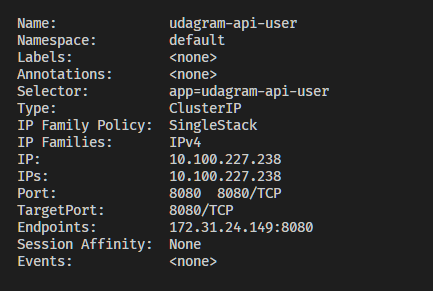 Name: udagram-api-user
Namespace: default
Labels: <none>
Annotations: <none>
Selector: app=udagram-api-user
Type: ClusterIP
IP Family Policy: SingleStack
IP Families: IPv4
IP: 10.100.227.238
IPs: 10.100.227.238
Port: 8080 8080/TCP
TargetPort: 8080/TCP
Endpoints: 172.31.24.149:8080
Session Affinity: None
Events: <none>